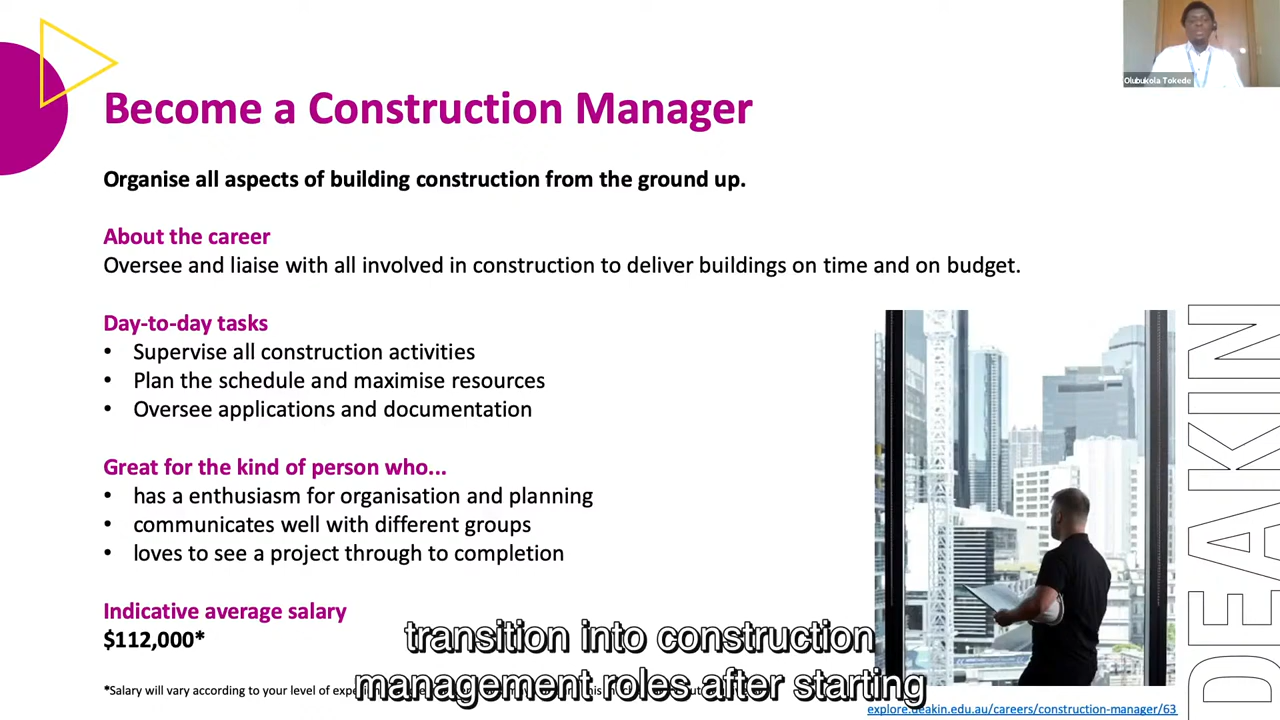 Olubukola Tokede
Become a Construction Manager
Organise all aspects of building construction from the ground up.
About the career
Oversee and liaise with all involved in construction to deliver buildings on time and on budget.
Day-to-day tasks
• Supervise all construction activities
• Plan the schedule and maximise resources
• Oversee applications and documentation
Great for the kind of person who...
• has a enthusiasm for organisation and planning
• communicates well with different groups
• loves to see a project through to completion
Indicative average salary
$112,000*
transition into construction
management roles after starting
*Salary will vary according to your level of
explore.deakin.edu.au/careers/construction-manager/63
DEAKIN